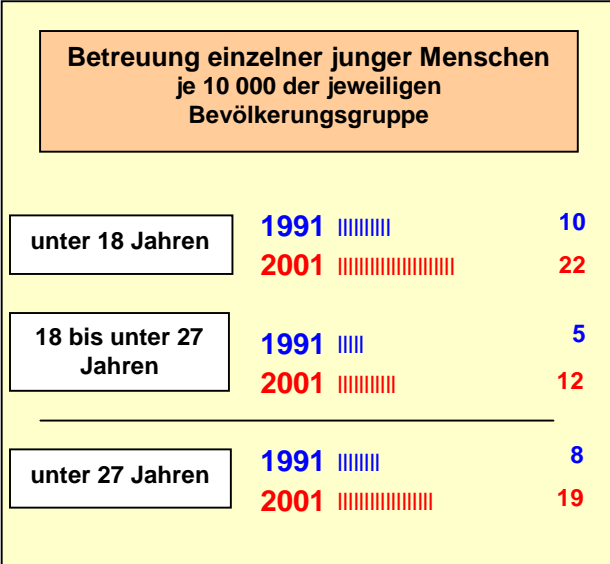 Betreuung einzelner junger Menschen
je 10 000 der jeweiligen
Bevölkerungsgruppe
unter 18 Jahren
1991 |||||||||| 10
2001 |||||||||||||||||||||| 22
18 bis unter 27
Jahren
1991 ||||| 5
2001 |||||||||||| 12
unter 27 Jahren
1991 |||||||| 8
2001 ||||||||||||||||||| 19